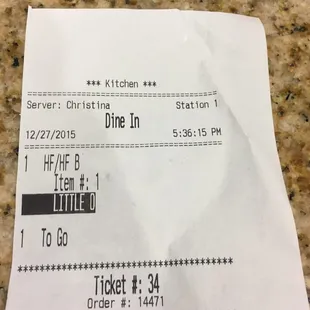 *** Kitchen ***
Server: Christina Station 1
Dine In
12/27/2015 5:36:15 PM
1 HF/HF B
Item #: 1
LITTLE O
1 To Go
Ticket #: 34
Order #: 14471